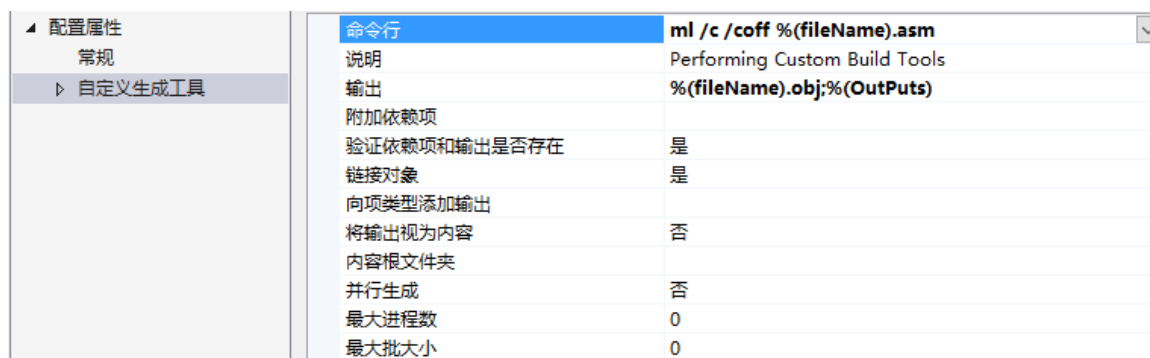 配置属性
常规
自定义生成工具
命令行 ml /c /coff %(fileName).asm
说明 Performing Custom Build Tools
输出 %(fileName).obj;%(OutPuts)
附加依赖项
验证依赖项和输出是否存在 是
链接对象 是
向项类型添加输出
将输出视为内容 否
内容根文件夹
并行生成 否
最大进程数 0
最大批大小 0